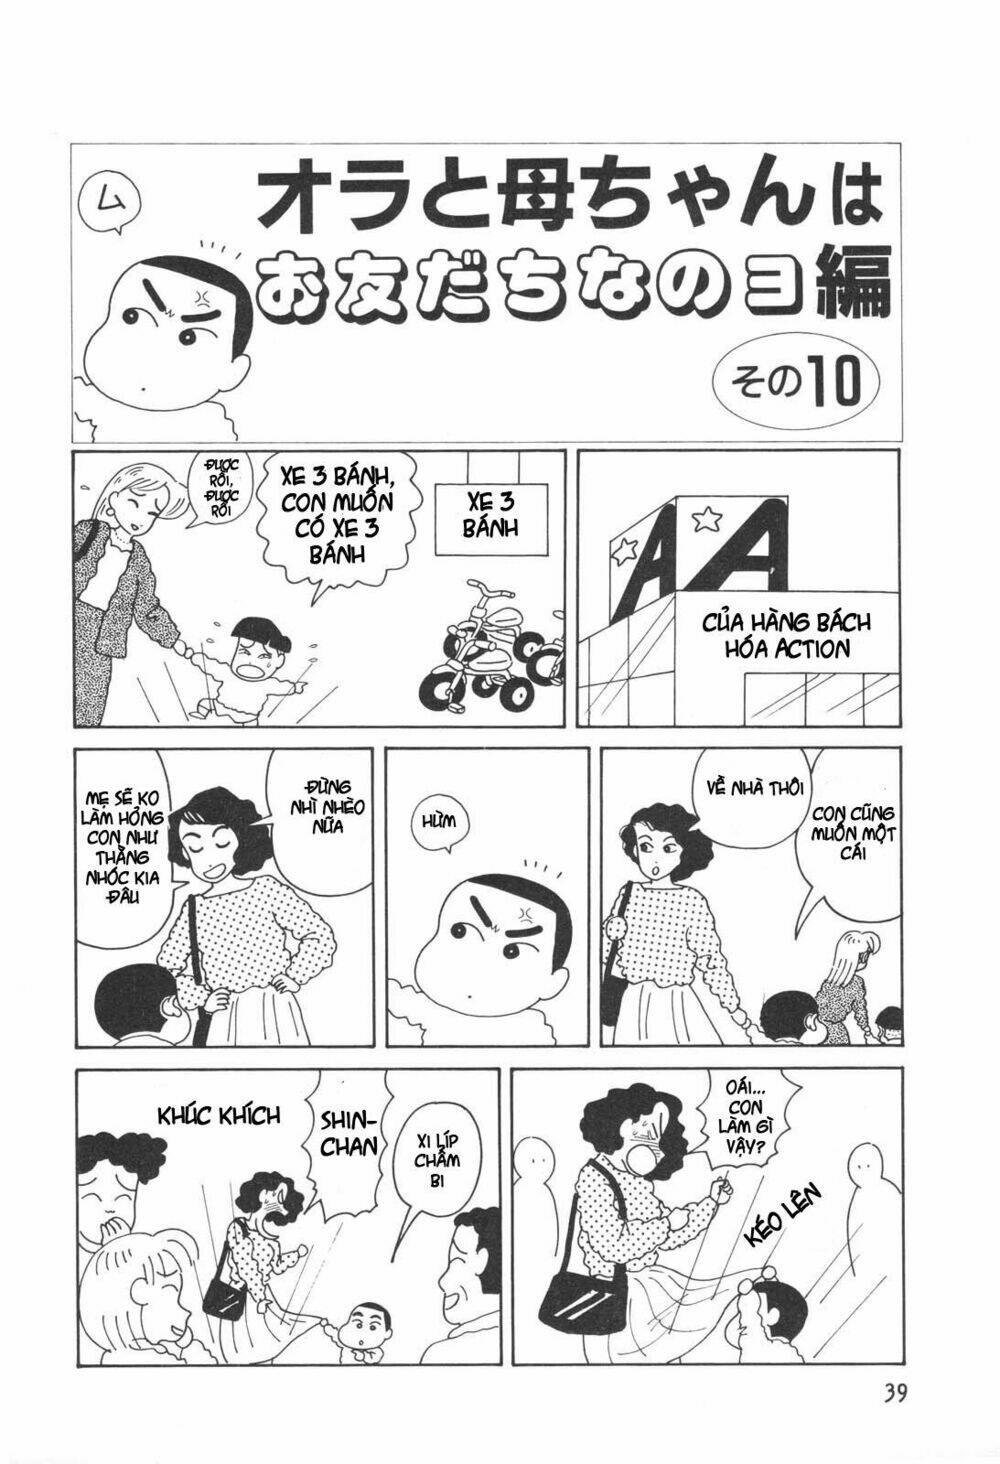 ム
オラと母ちゃんは
お友だちなのヨ編
その10
CỦA HÀNG BÁCH
HÓA ACTION
AA
XE 3
BÁNH
XE 3 BÁNH,
CON MUỐN
CÓ XE 3
BÁNH
ĐƯỢC
RỒI,
ĐƯỢC
RỒI
CON CŨNG
MUỐN MỘT
CÁI
VỀ NHÀ THÔI
HỪM
ĐỪNG
NHÌ NHÈO
NỮA
MẸ SẼ KO
LÀM HỎNG
CON NHƯ
THẰNG
NHÓC KIA
ĐÂU
OÁI...
CON
LÀM GÌ
VẬY?
KÉO LÊN
XI LÍP
CHẤM
BI
SHIN-
CHAN
KHÚC KHÍCH
39